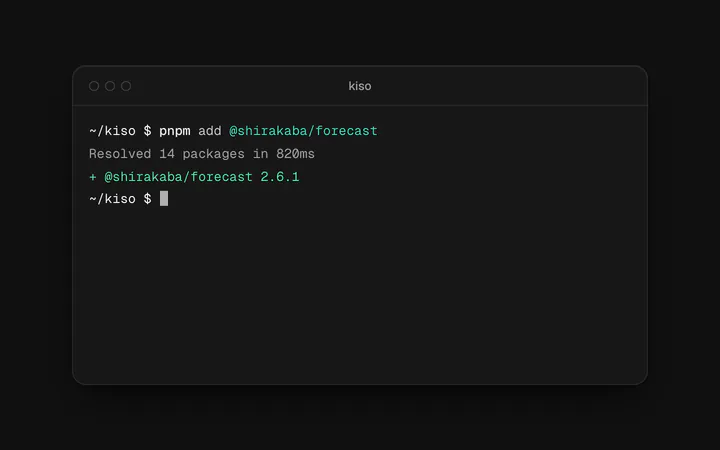 kiso
~/kiso $ pnpm add @shirakaba/forecast
Resolved 14 packages in 820ms
+ @shirakaba/forecast 2.6.1
~/kiso $